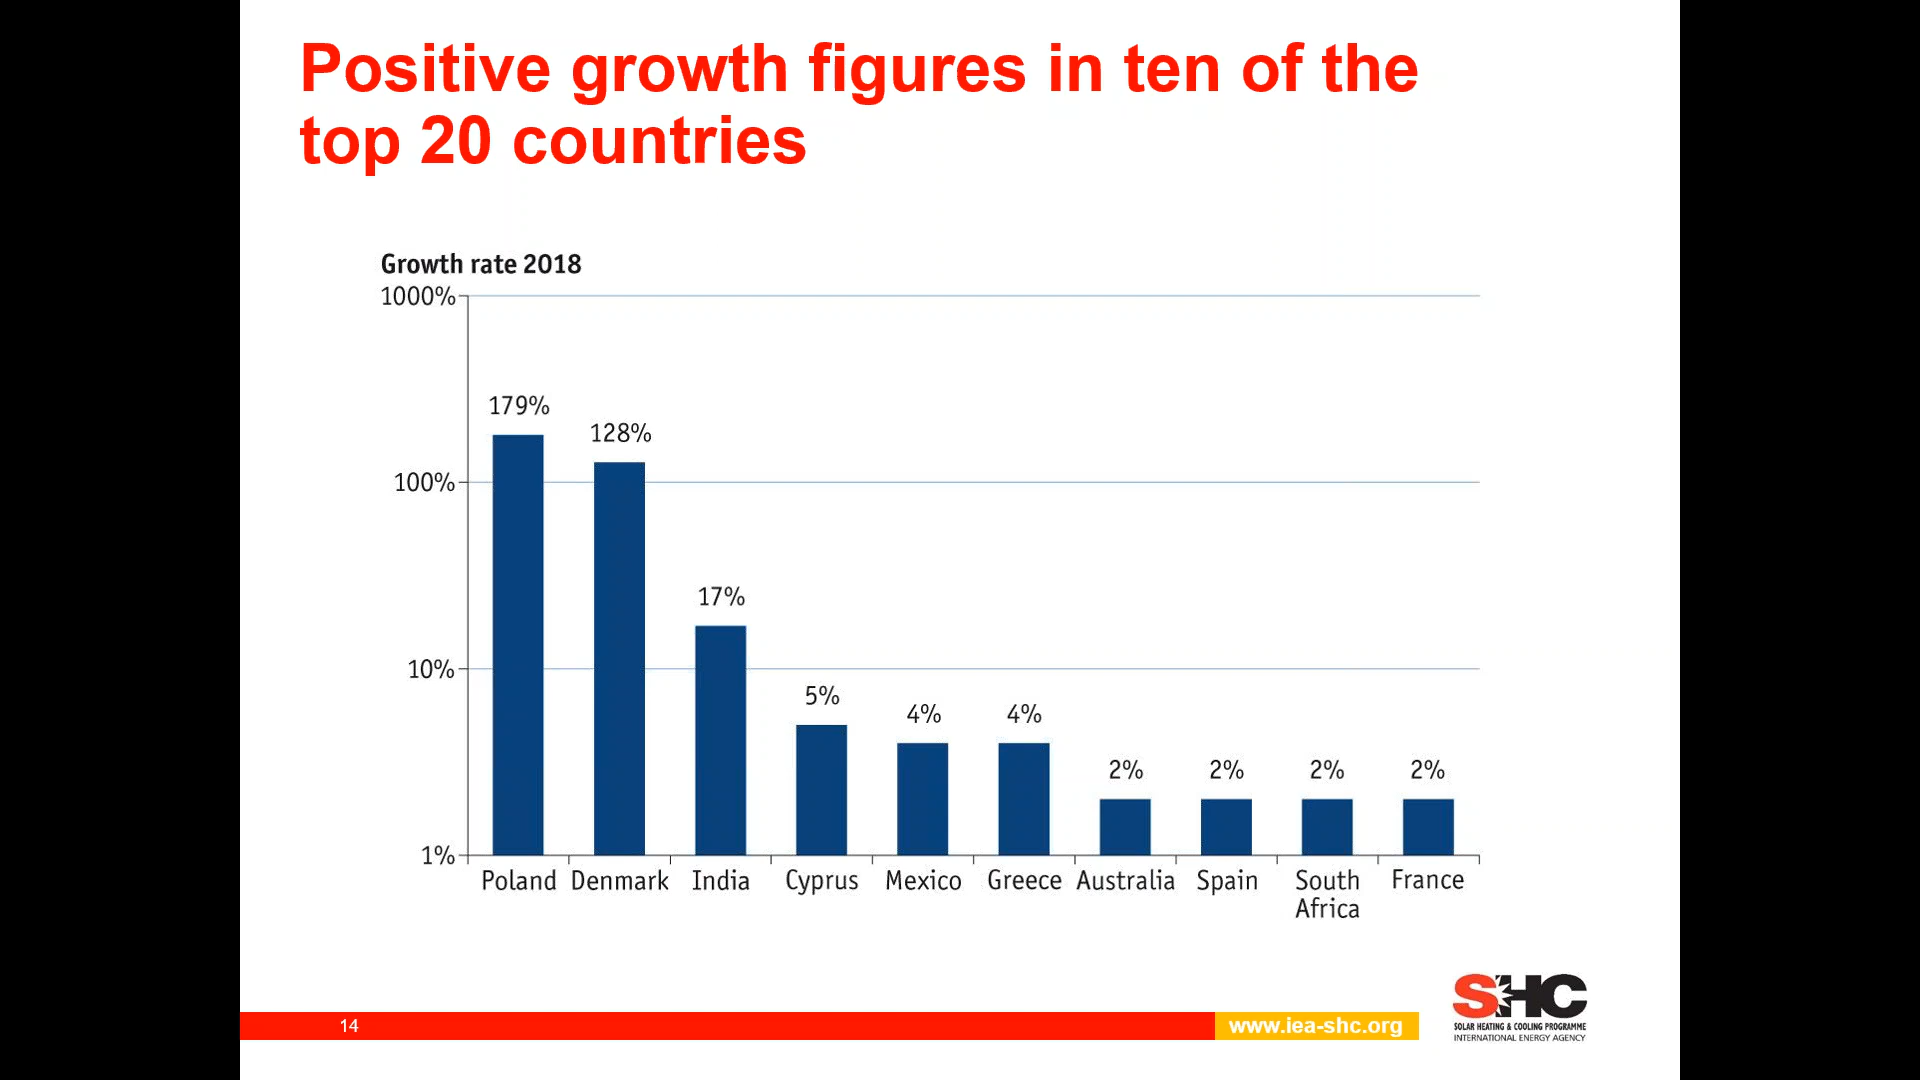 Positive growth figures in ten of the
top 20 countries
Growth rate 2018
1000%
100%
10%
1%
179%
128%
17%
5%
4%
4%
2%
2%
2%
2%
Poland
Denmark
India
Cyprus
Mexico
Greece
Australia
Spain
South
Africa
France
14
www.iea-shc.org
SHC
SOLAR HEATING & COOLING PROGRAMME
INTERNATIONAL ENERGY AGENCY